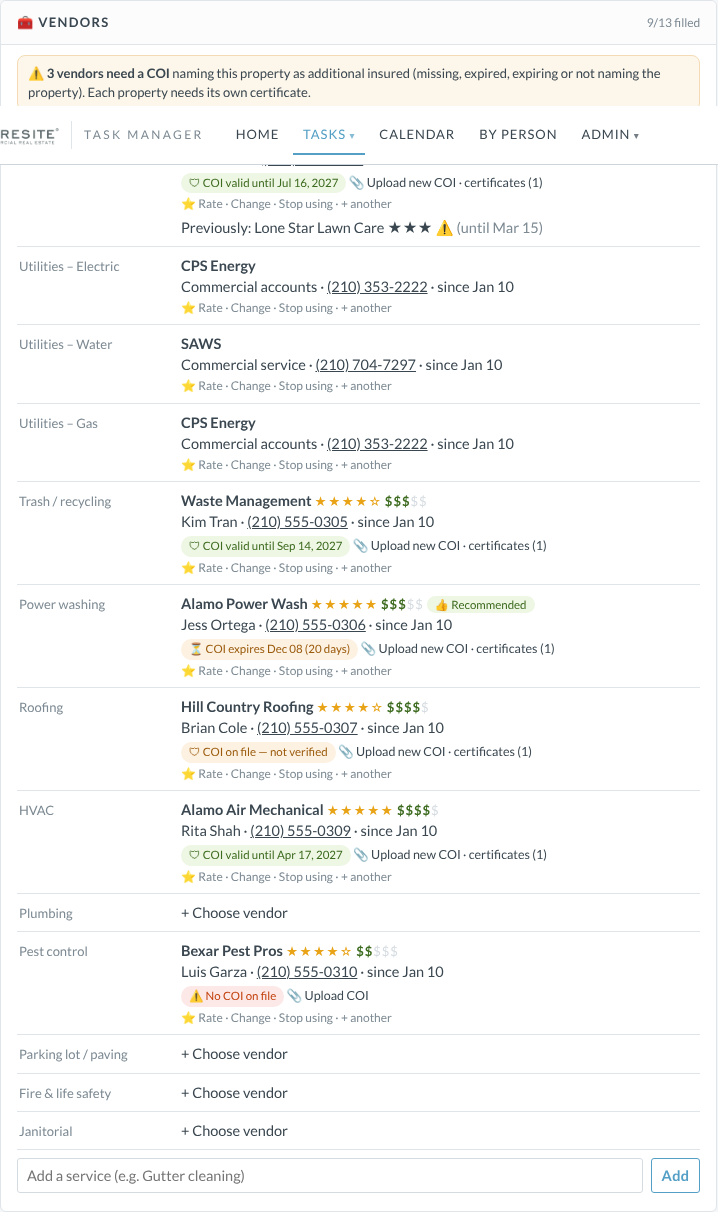 🧰 VENDORS 9/13 filled
⚠️ 3 vendors need a COI naming this property as additional insured (missing, expired, expiring or not naming the
property). Each property needs its own certificate.
RESITE® TASK MANAGER HOME TASKS ▾ CALENDAR BY PERSON ADMIN ▾
RCIAL REAL ESTATE
🛡 COI valid until Jul 16, 2027 📎 Upload new COI · certificates (1)
⭐ Rate · Change · Stop using · + another
Previously: Lone Star Lawn Care ★★★ ⚠️ (until Mar 15)
Utilities – Electric CPS Energy
Commercial accounts · (210) 353-2222 · since Jan 10
⭐ Rate · Change · Stop using · + another
Utilities – Water SAWS
Commercial service · (210) 704-7297 · since Jan 10
⭐ Rate · Change · Stop using · + another
Utilities – Gas CPS Energy
Commercial accounts · (210) 353-2222 · since Jan 10
⭐ Rate · Change · Stop using · + another
Trash / recycling Waste Management ★★★★☆ $$$$$
Kim Tran · (210) 555-0305 · since Jan 10
🛡 COI valid until Sep 14, 2027 📎 Upload new COI · certificates (1)
⭐ Rate · Change · Stop using · + another
Power washing Alamo Power Wash ★★★★★ $$$$$ 👍 Recommended
Jess Ortega · (210) 555-0306 · since Jan 10
⏳ COI expires Dec 08 (20 days) 📎 Upload new COI · certificates (1)
⭐ Rate · Change · Stop using · + another
Roofing Hill Country Roofing ★★★★☆ $$$$$
Brian Cole · (210) 555-0307 · since Jan 10
🛡 COI on file — not verified 📎 Upload new COI · certificates (1)
⭐ Rate · Change · Stop using · + another
HVAC Alamo Air Mechanical ★★★★★ $$$$$
Rita Shah · (210) 555-0309 · since Jan 10
🛡 COI valid until Apr 17, 2027 📎 Upload new COI · certificates (1)
⭐ Rate · Change · Stop using · + another
Plumbing + Choose vendor
Pest control Bexar Pest Pros ★★★★☆ $$$$$
Luis Garza · (210) 555-0310 · since Jan 10
⚠️ No COI on file 📎 Upload COI
⭐ Rate · Change · Stop using · + another
Parking lot / paving + Choose vendor
Fire & life safety + Choose vendor
Janitorial + Choose vendor
Add a service (e.g. Gutter cleaning) Add